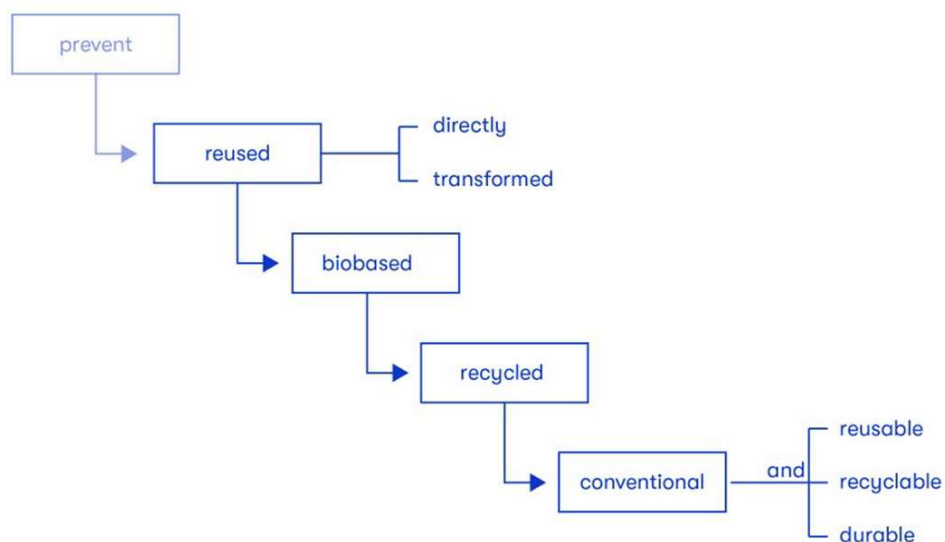 prevent
directly
reused
transformed
biobased
recycled
reusable
and
conventional
recyclable
durable